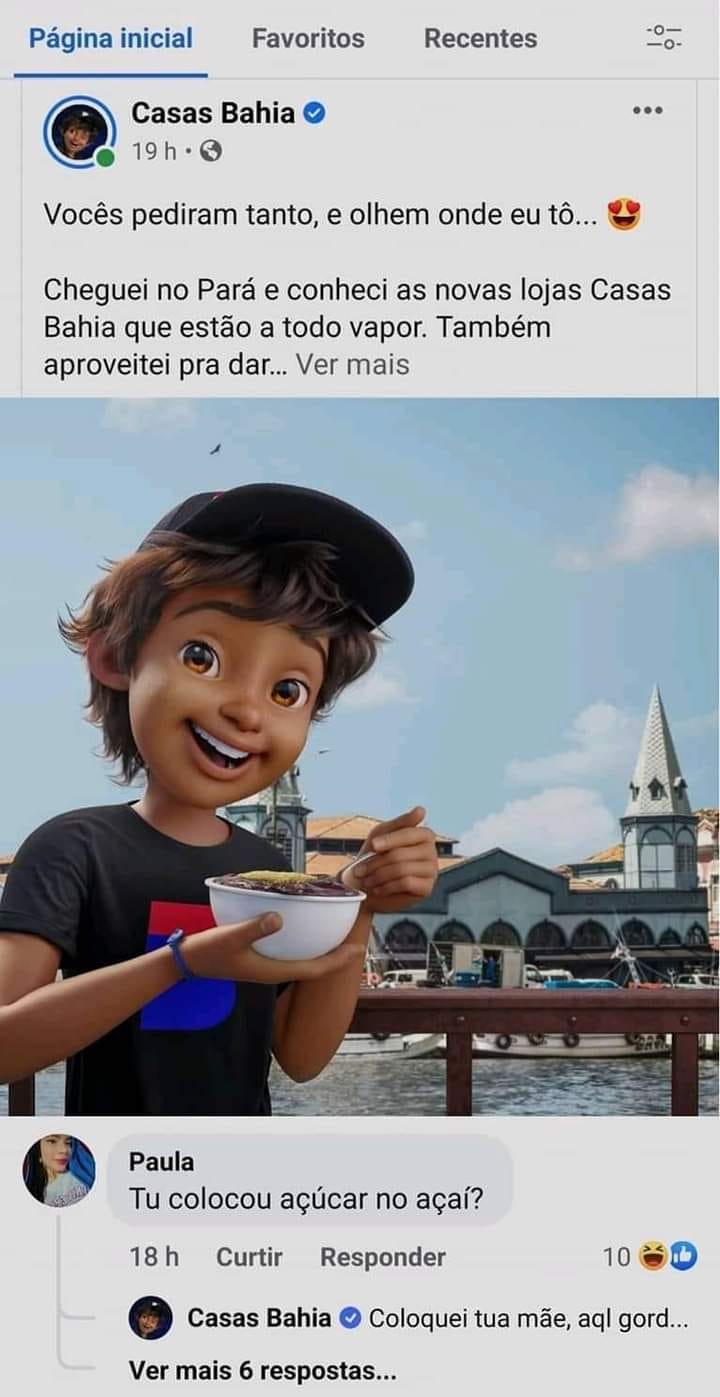 Página inicial Favoritos Recentes
Casas Bahia
19 h •
Vocês pediram tanto, e olhem onde eu tô... 😍
Cheguei no Pará e conheci as novas lojas Casas
Bahia que estão a todo vapor. Também
aproveitei pra dar... Ver mais
Paula
Tu colocou açúcar no açaí?
18 h Curtir Responder 10
Casas Bahia Coloquei tua mãe, aql gord...
Ver mais 6 respostas...